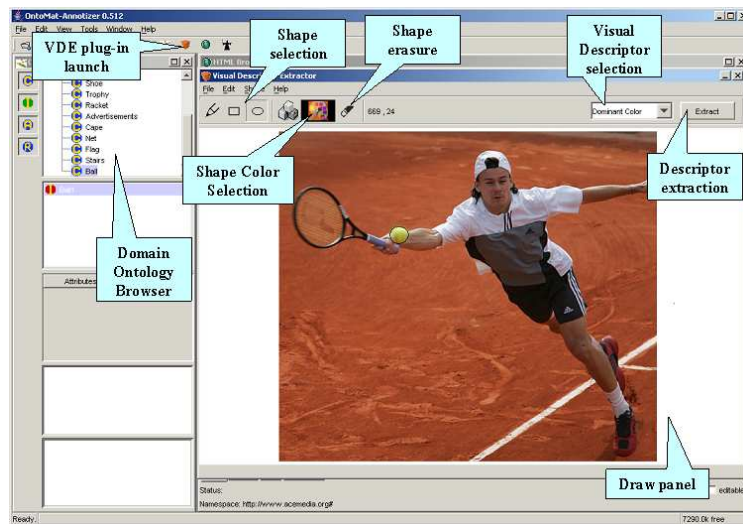 OntoMat-Annotizer 0.512
File Edit View Tools Window Help
VDE plug-in
launch
Shape
selection
Shape
erasure
Visual
Descriptor
selection
Shoe
Trophy
Racket
Advertisements
Cape
Net
Flag
Stairs
Ball
HTML
Visual Des
File Edit Help
669 , 24
Dominant Color
Extract
Shape Color
Selection
Descriptor
extraction
Domain
Ontology
Browser
Attributes
Draw panel
Status:
editable
Namespace: http://www.acemedia.org#
Ready.
7290.0k free